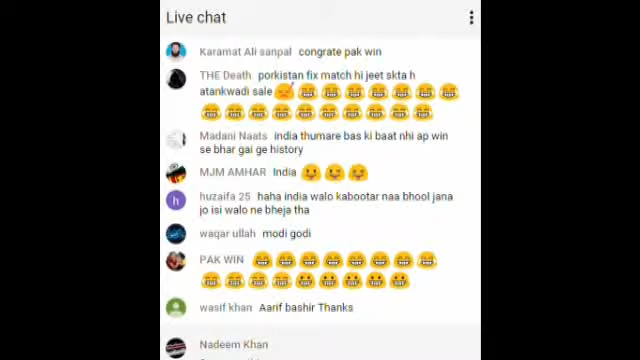 Live chat
Karamat Ali sanpal congrate pak win
THE Death porkistan fix match hi jeet skta h
atankwadi sale 😴😂😂😂😂😂😂😂
😂😂😂😂😂😂😂😂😂😂
Madani Naats india thumare bas ki baat nhi ap win
se bhar gai ge history
MJM AMHAR India 😛😛😛
h
huzaifa 25 haha india walo kabootar naa bhool jana
jo isi walo ne bheja tha
waqar ullah modi godi
PAK WIN 😂😂😂😂😂😂😂😂
😂😂😂😂😀😀😀😀😀
wasif khan Aarif bashir Thanks
Nadeem Khan